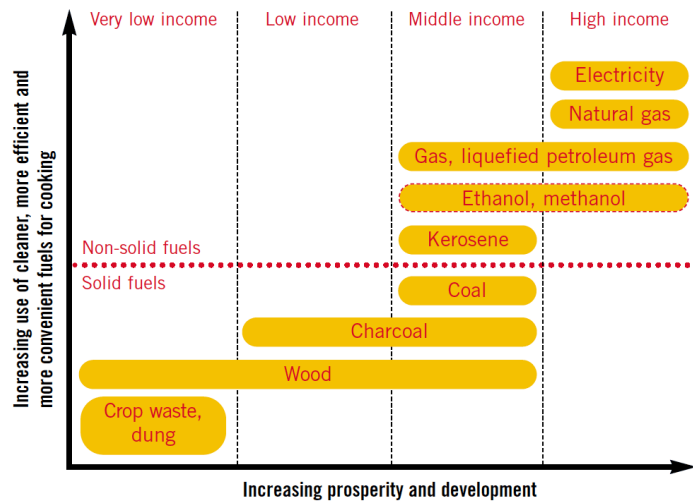 Very low income
Low income
Middle income
High income
Electricity
Natural gas
Gas, liquefied petroleum gas
Ethanol, methanol
Kerosene
Non-solid fuels
Solid fuels
Coal
Charcoal
Wood
Crop waste,
dung
Increasing use of cleaner, more efficient and
more convenient fuels for cooking
Increasing prosperity and development